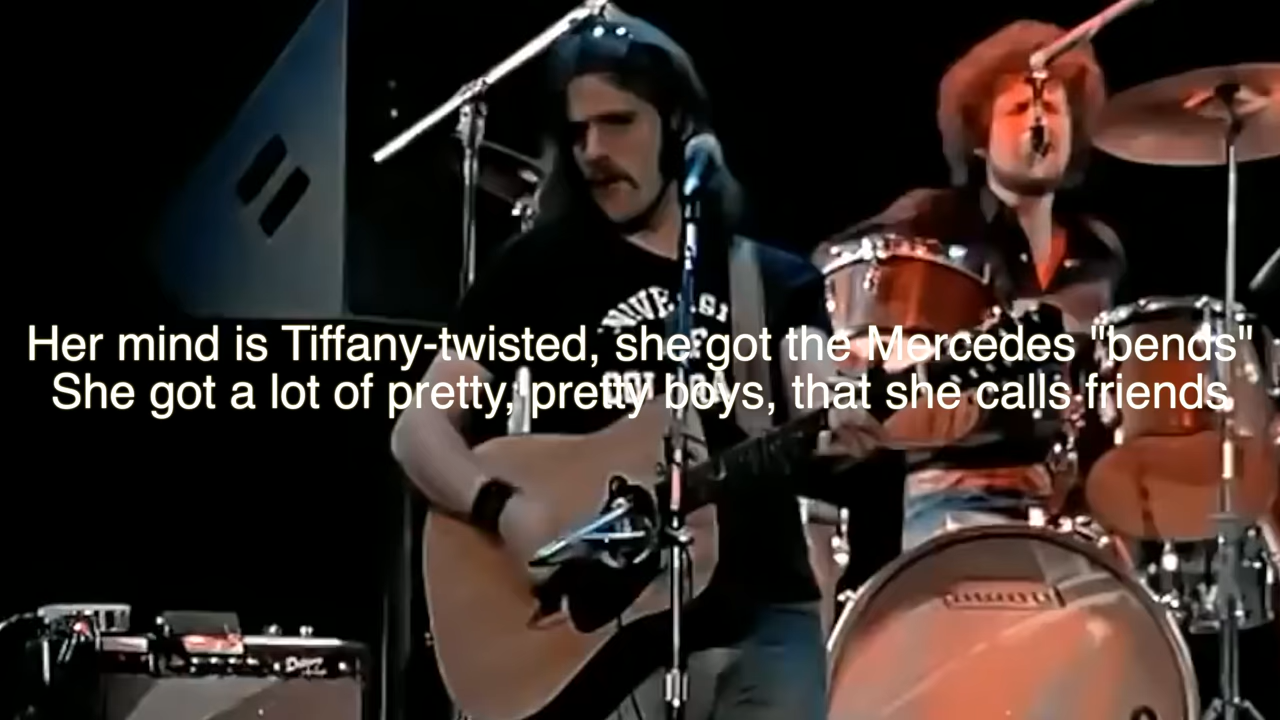 Her mind is Tiffany-twisted, she got the Mercedes "bends"
She got a lot of pretty, pretty boys, that she calls friends